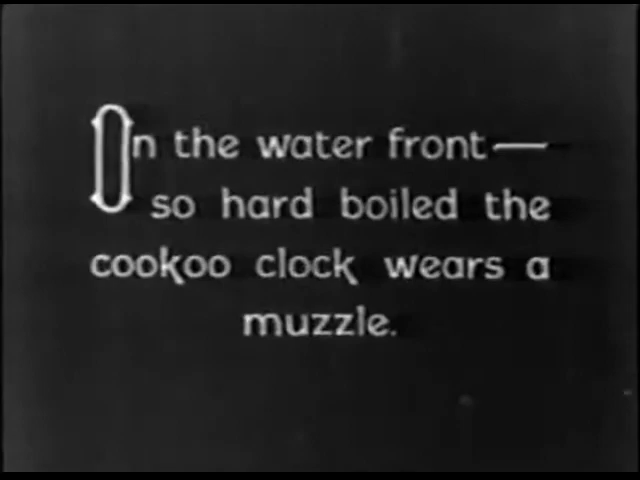 On the water front—
so hard boiled the
cookoo clock wears a
muzzle.